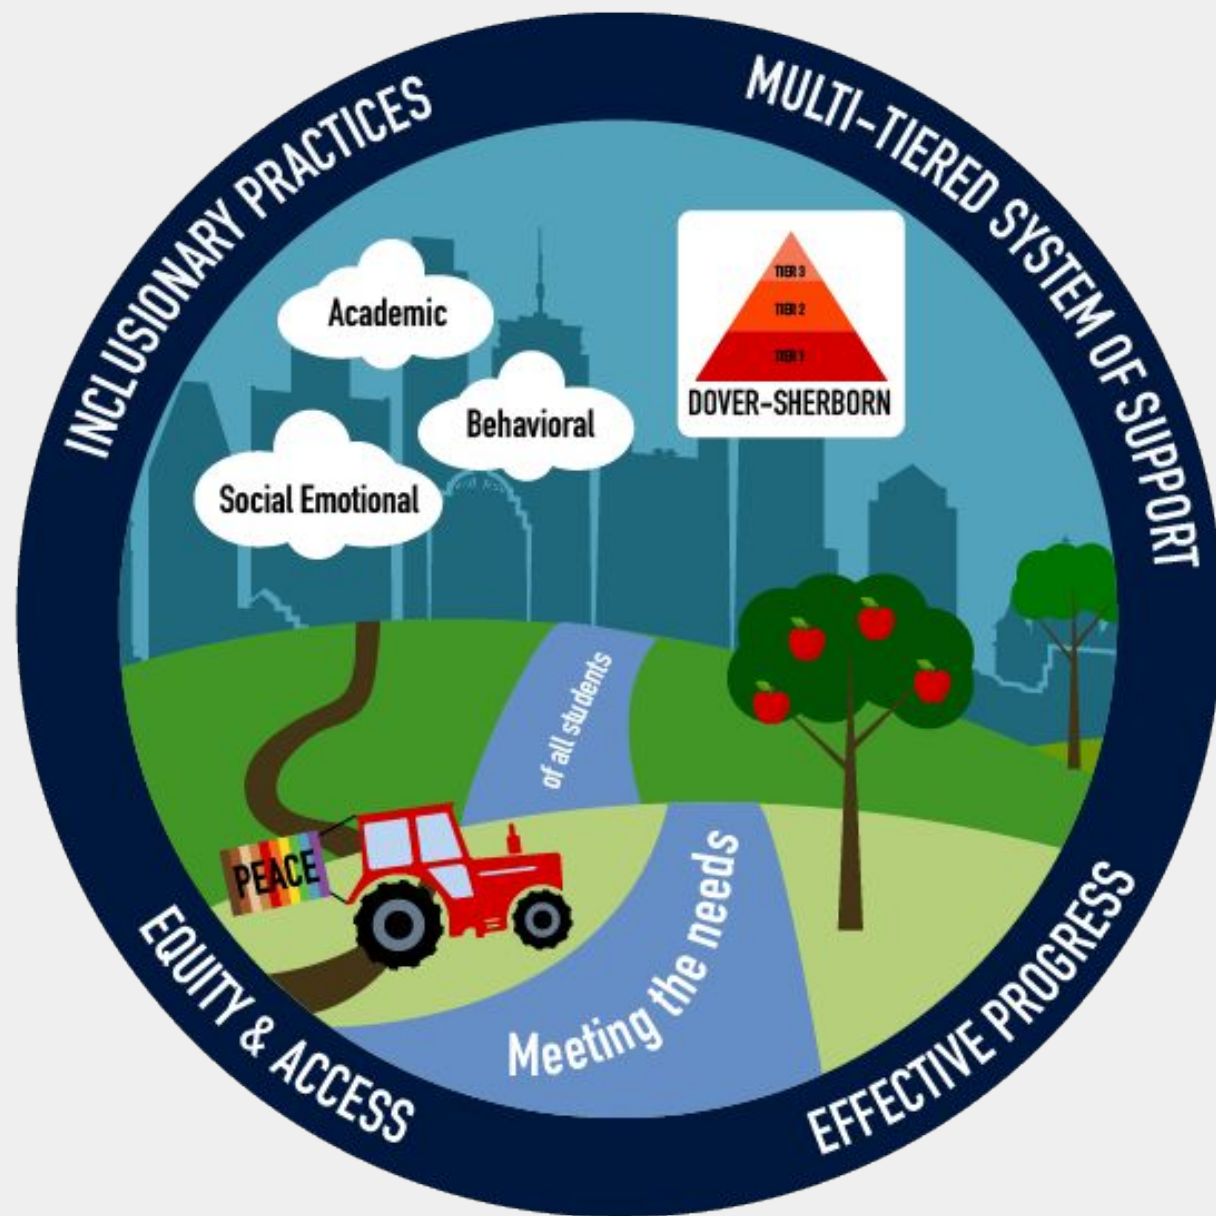 INCLUSIONARY PRACTICES
MULTI-TIERED SYSTEM OF SUPPORT
Academic
Behavioral
Social Emotional
TIER 3
TIER 2
TIER 1
DOVER-SHERBORN
of all students
Meeting the needs
PEACE
EQUITY & ACCESS
EFFECTIVE PROGRESS